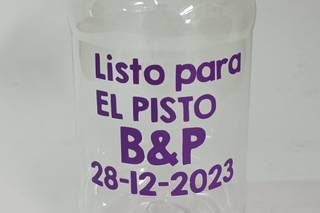 Listo para
EL PISTO
B&P
28-12-2023